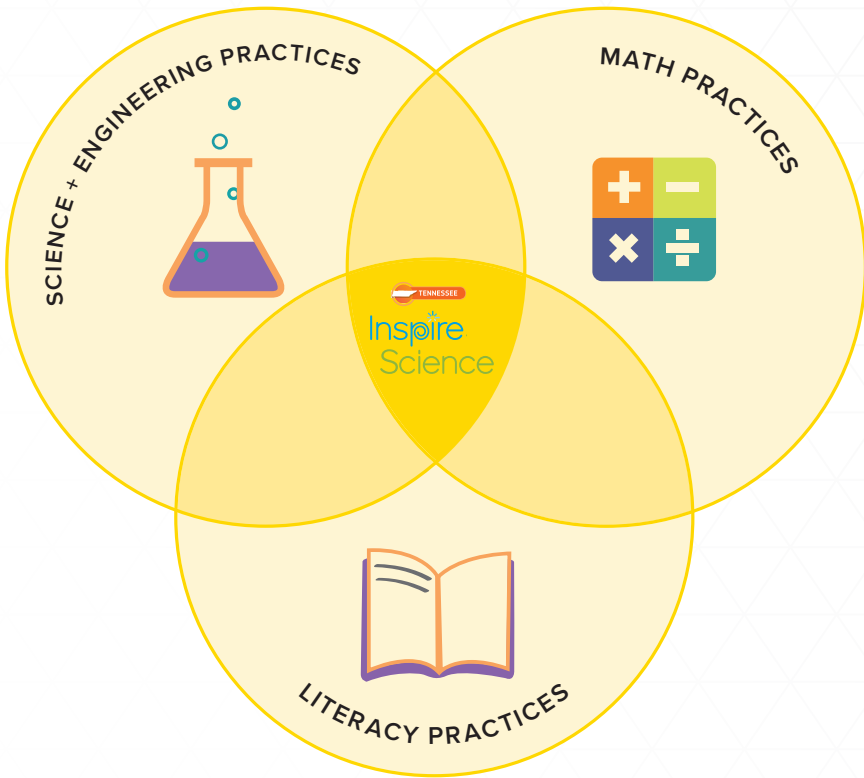 SCIENCE + ENGINEERING PRACTICES
MATH PRACTICES
TENNESSEE
Inspire
Science
LITERACY PRACTICES